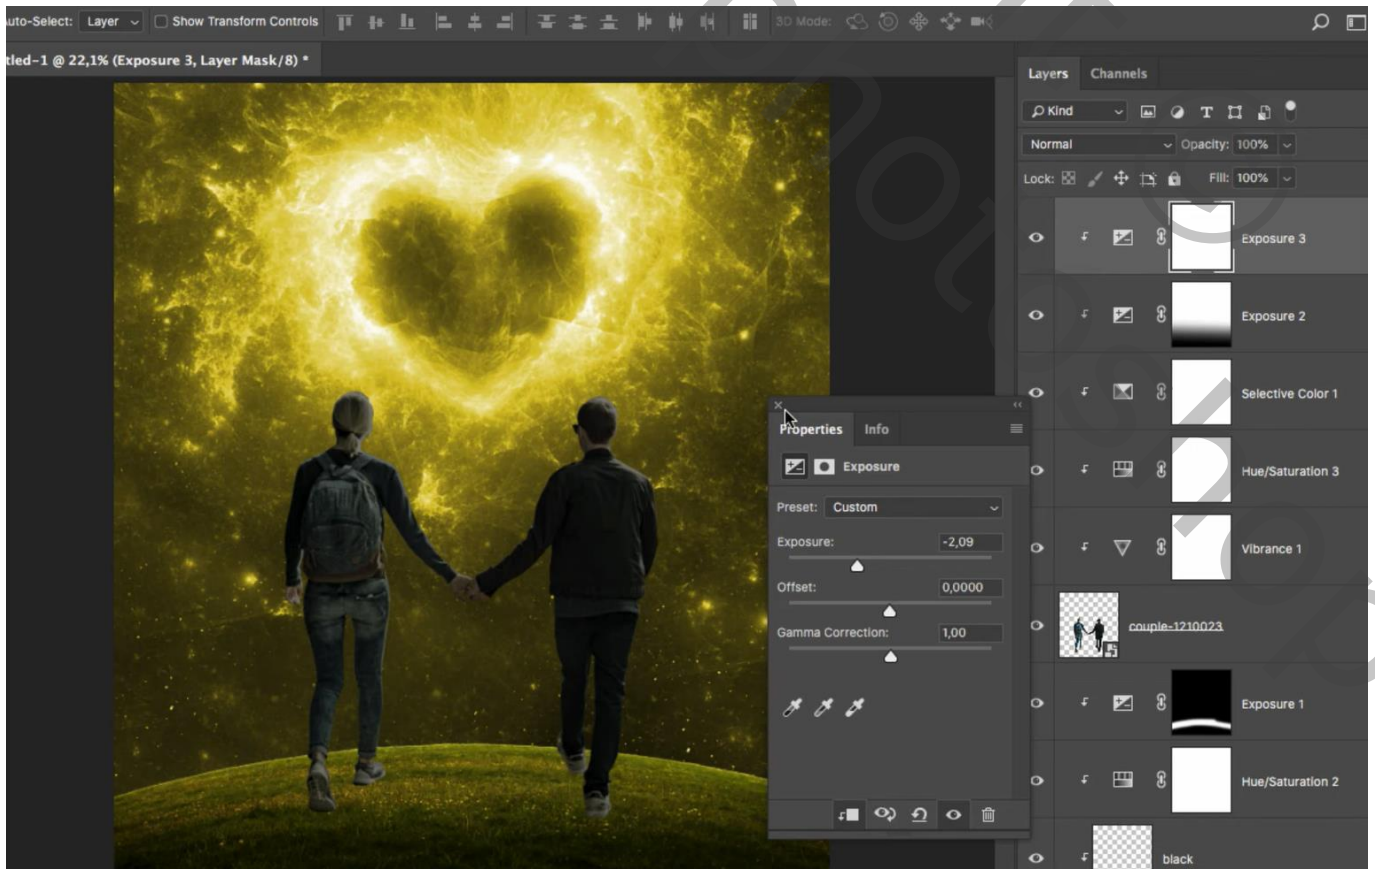 uto-Select: Layer Show Transform Controls 3D Mode:
tled-1 @ 22,1% (Exposure 3, Layer Mask/8) *
Layers Channels
Kind
Normal Opacity: 100%
Lock: Fill: 100%
Exposure 3
Exposure 2
Selective Color 1
Hue/Saturation 3
Vibrance 1
couple-1210023
Exposure 1
Hue/Saturation 2
black
Properties Info
Exposure
Preset: Custom
Exposure: -2,09
Offset: 0,0000
Gamma Correction: 1,00